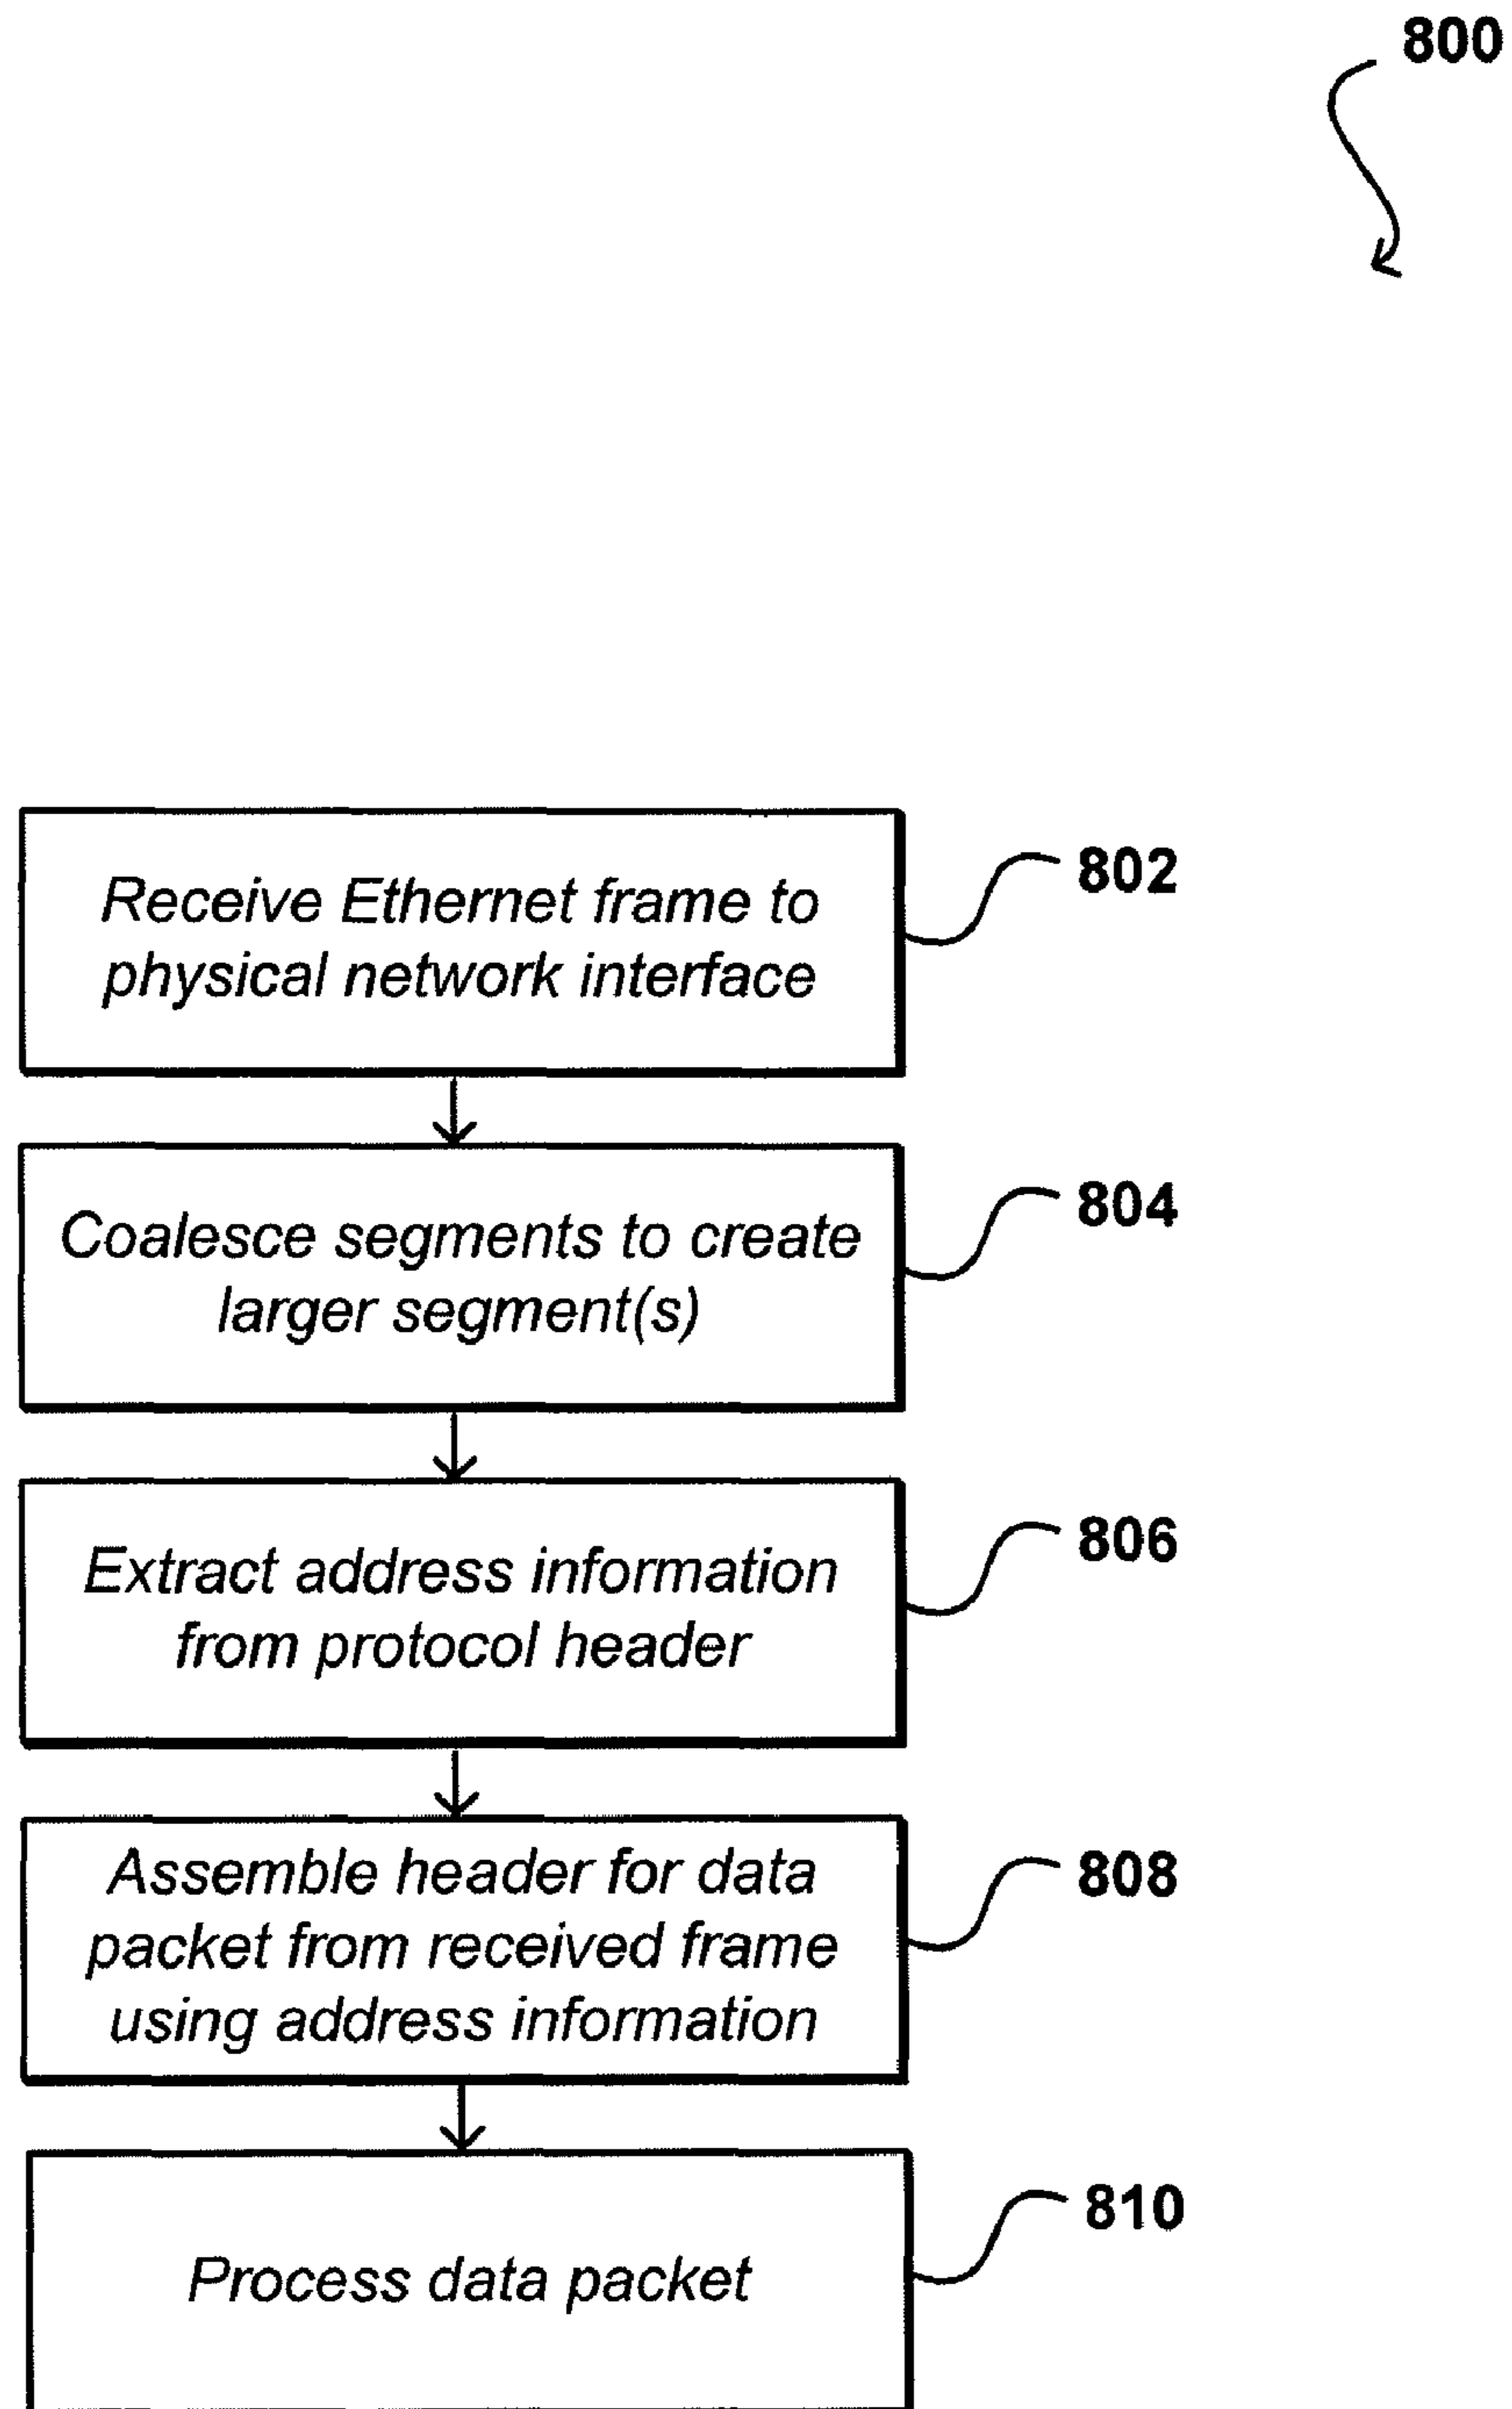 800
Receive Ethernet frame to
physical network interface
802
Coalesce segments to create
larger segment(s)
804
Extract address information
from protocol header
806
Assemble header for data
packet from received frame
using address information
808
Process data packet
810